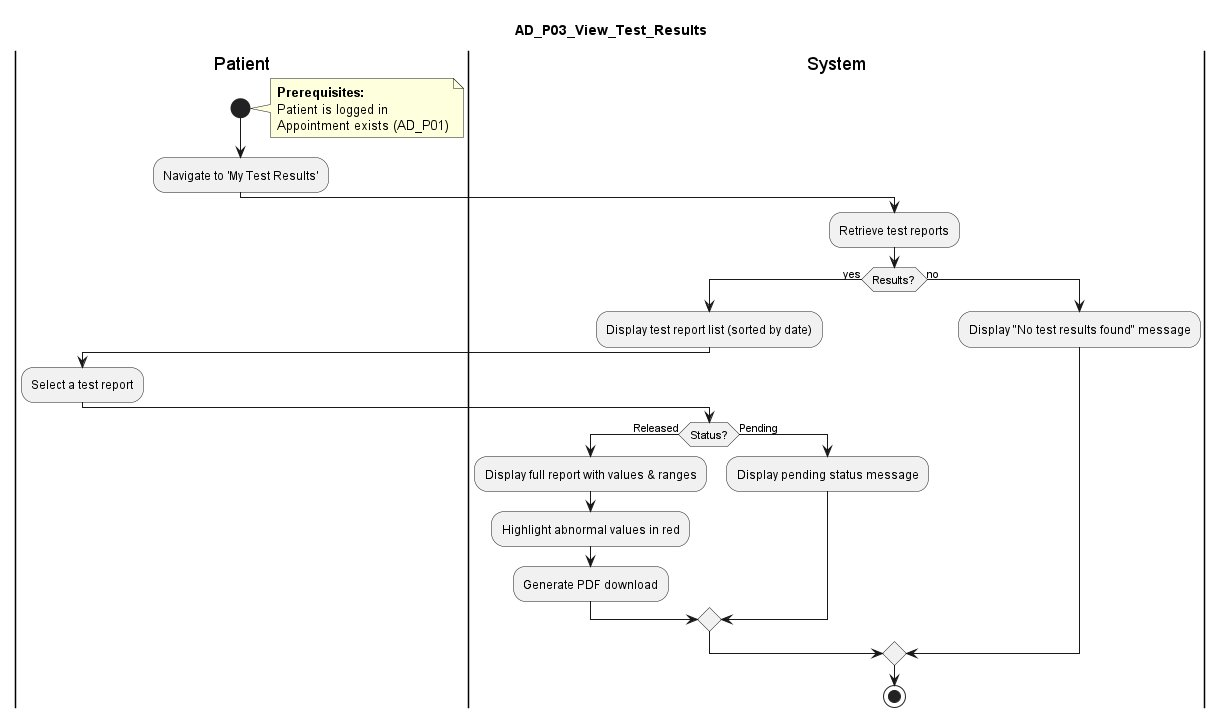 AD_P03_View_Test_Results
Patient
System
Prerequisites:
Patient is logged in
Appointment exists (AD_P01)
Navigate to 'My Test Results'
Retrieve test reports
yes
Results?
no
Display test report list (sorted by date)
Display "No test results found" message
Select a test report
Released
Status?
Pending
Display full report with values & ranges
Display pending status message
Highlight abnormal values in red
Generate PDF download